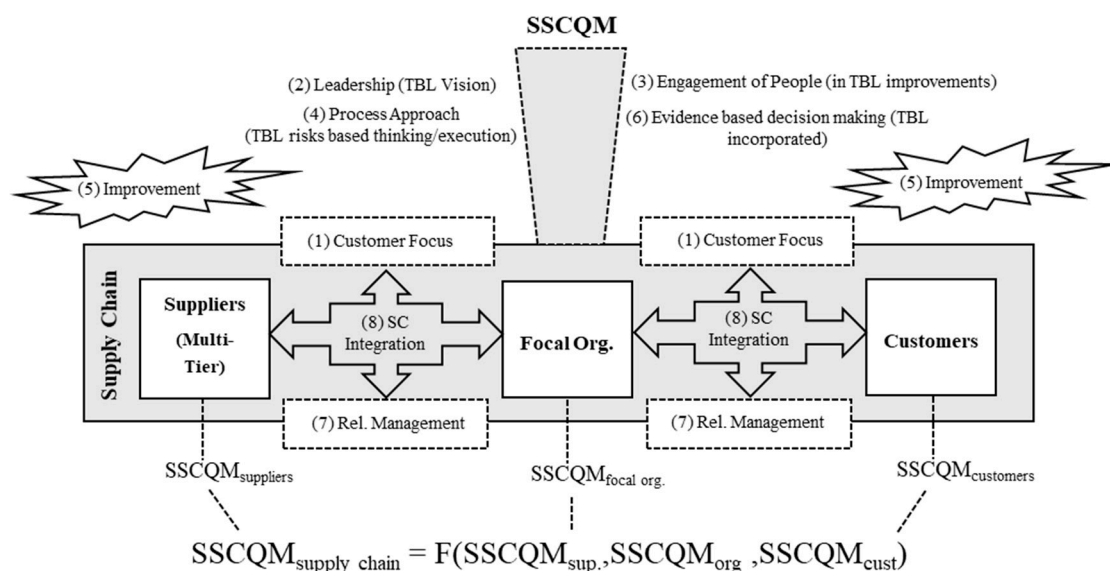 SSCQM
(2) Leadership (TBL Vision)
(4) Process Approach
(TBL risks based thinking/execution)
(3) Engagement of People (in TBL improvements)
(6) Evidence based decision making (TBL
incorporated)
(5) Improvement
(5) Improvement
(1) Customer Focus
(1) Customer Focus
Supply Chain
Suppliers
(Multi-
Tier)
(8) SC
Integration
Focal Org.
(8) SC
Integration
Customers
(7) Rel. Management
(7) Rel. Management
SSCQMsuppliers
SSCQMfocal org.
SSCQMcustomers
SSCQMsupply chain = F(SSCQMsup.,SSCQMorg ,SSCQMcust)